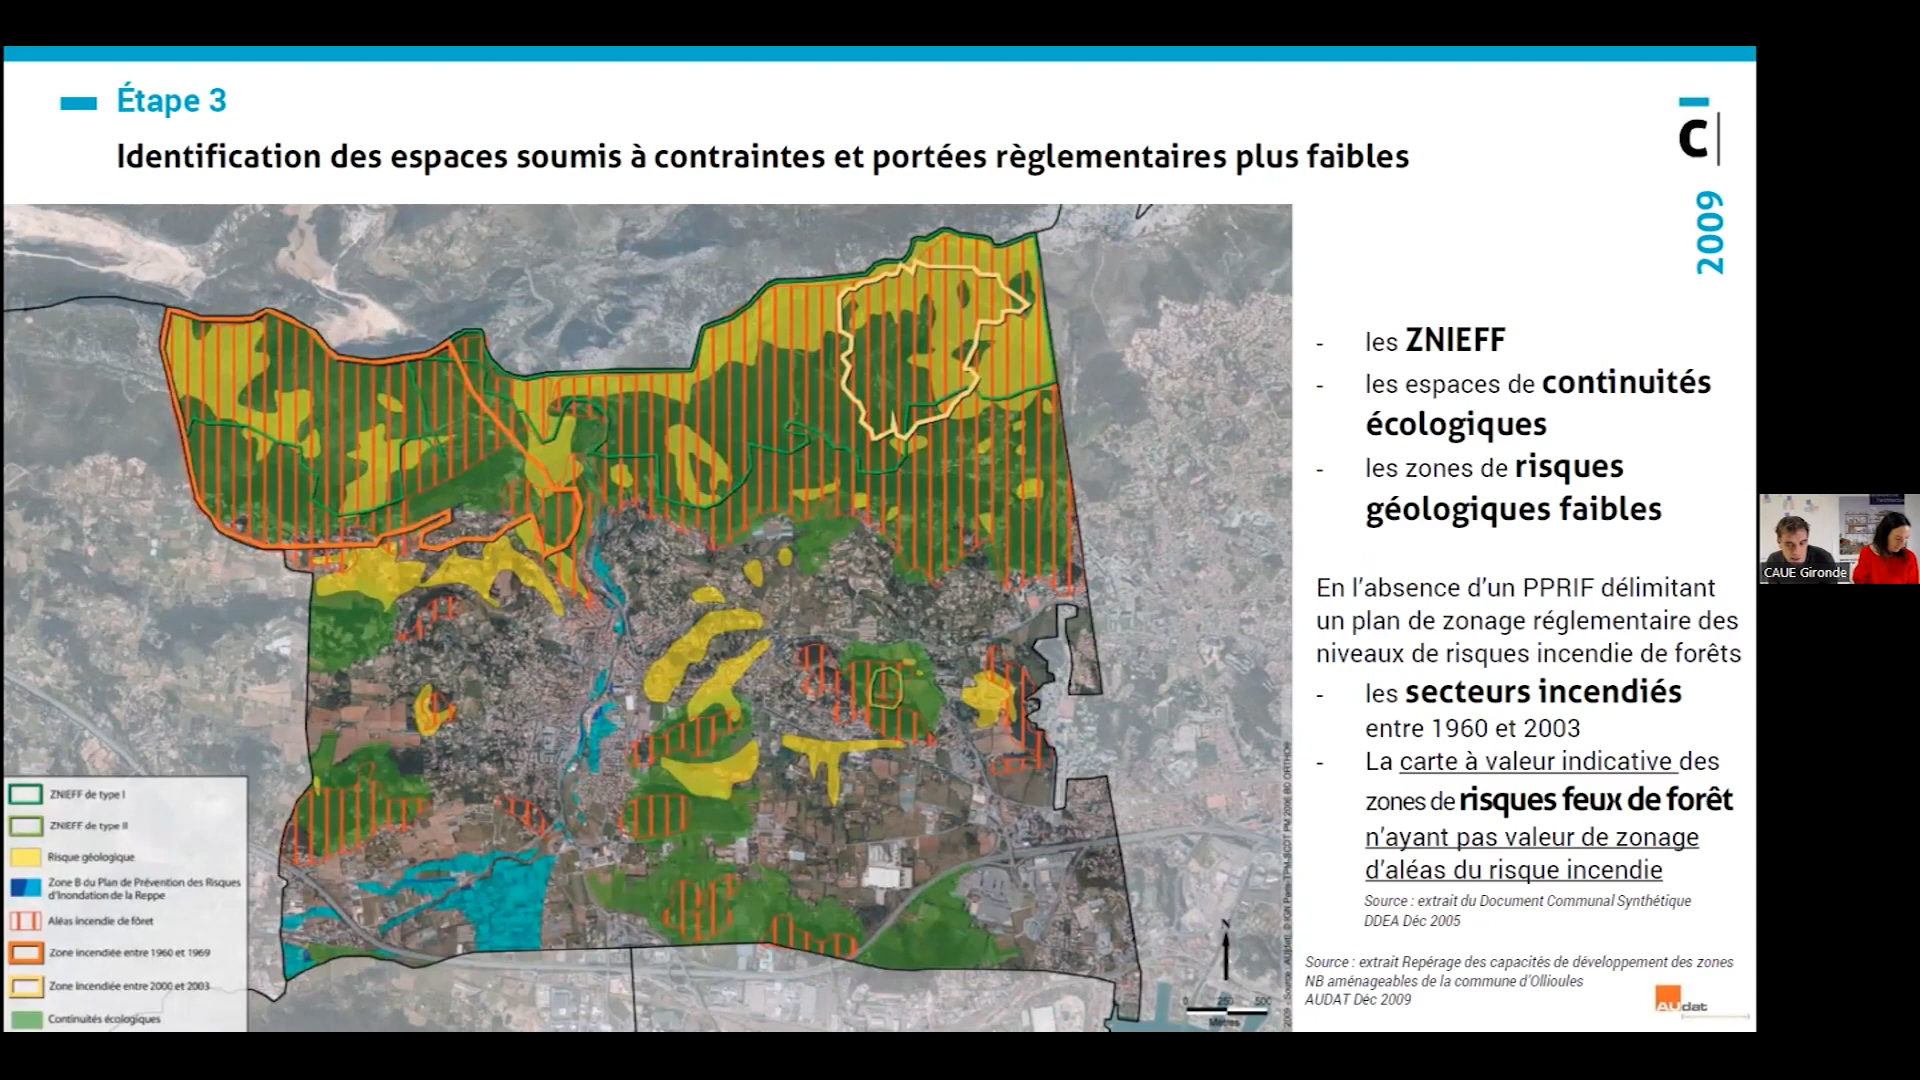 Étape 3
Identification des espaces soumis à contraintes et portées règlementaires plus faibles
C
2009
- les ZNIEFF
- les espaces de continuités
écologiques
- les zones de risques
géologiques faibles
En l'absence d'un PPRIF délimitant
un plan de zonage réglementaire des
niveaux de risques incendie de forêts
- les secteurs incendiés
entre 1960 et 2003
- La carte à valeur indicative des
zones de risques feux de forêt
n'ayant pas valeur de zonage
d'aléas du risque incendie
Source : extrait du Document Communal Synthétique
DDEA Déc 2005
Source : extrait Repérage des capacités de développement des zones
NB aménageables de la commune d'Ollioules
AUDAT Déc 2009
AUdat
ZNIEFF de type I
ZNIEFF de type II
Risque géologique
Zone B du Plan de Prévention des Risques
d'Inondation de la Reppe
Aléas incendie de fôret
Zone incendiée entre 1960 et 1969
Zone incendiée entre 2000 et 2003
Continuités écologiques
N
0 250 500
Mètres
CAUE Gironde